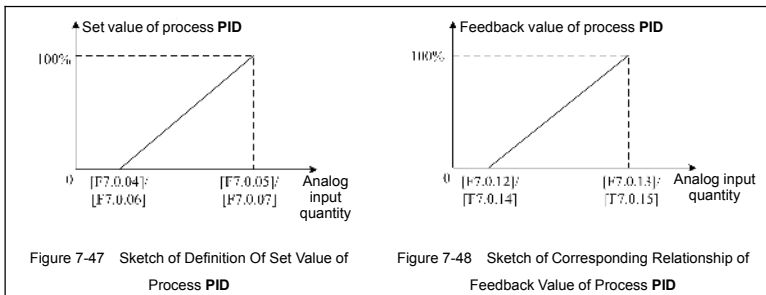 Set value of process PID
100%
0
[F7.0.04]/
[F7.0.06]
[F7.0.05]/
[F7.0.07]
Analog
input
quantity
Figure 7-47 Sketch of Definition Of Set Value of
Process PID
Feedback value of process PID
100%
0
[F7.0.12]/
[F7.0.14]
[F7.0.13]/
[F7.0.15]
Analog input
quantity
Figure 7-48 Sketch of Corresponding Relationship of
Feedback Value of Process PID